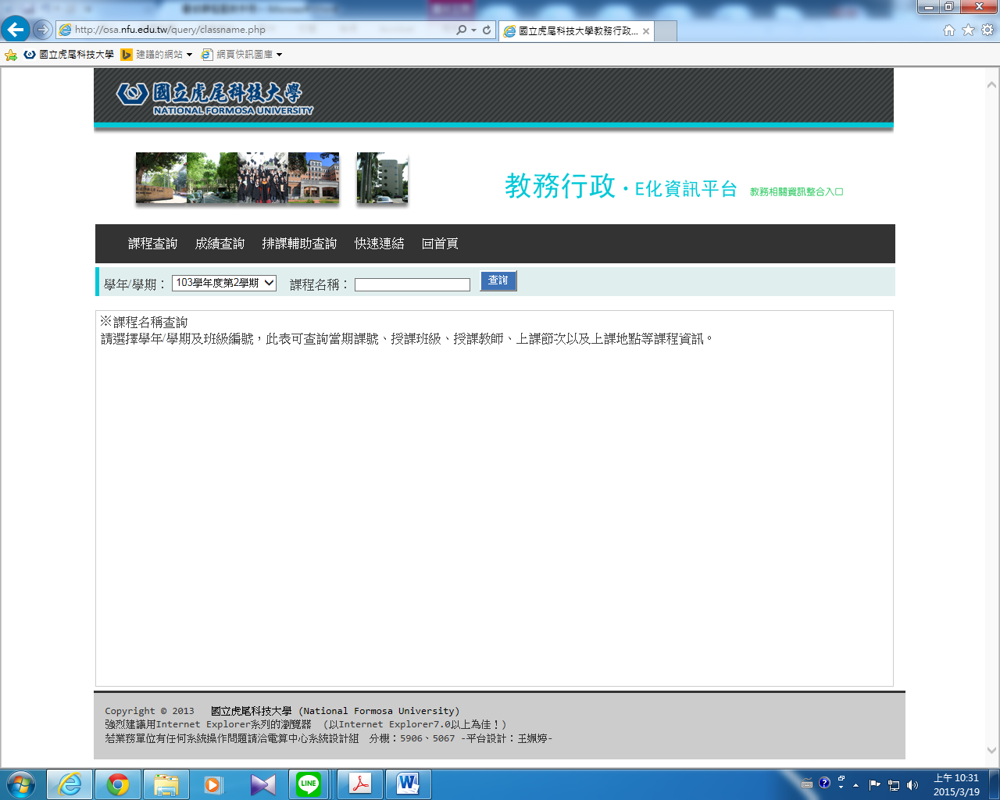 http://osa.nfu.edu.tw/query/classname.php
國立虎尾科技大學教務行政...
國立虎尾科技大學
建議的網站
網頁快訊圖庫
國立虎尾科技大學
NATIONAL FORMOSA UNIVERSITY
教務行政・E化資訊平台 教務相關資訊整合入口
課程查詢 成績查詢 排課輔助查詢 快速連結 回首頁
學年/學期： 103學年度第2學期 課程名稱： 查詢
※課程名稱查詢
請選擇學年/學期及班級編號，此表可查詢當期課號、授課班級、授課教師、上課節次以及上課地點等課程資訊。
Copyright © 2013 國立虎尾科技大學 (National Formosa University)
強烈建議用Internet Explorer系列的瀏覽器 (以Internet Explorer7.0以上為佳！)
若業務單位有任何系統操作問題請洽電算中心系統設計組 分機：5906、5067 -平台設計：王姵婷-
LINE
上午 10:31
2015/3/19